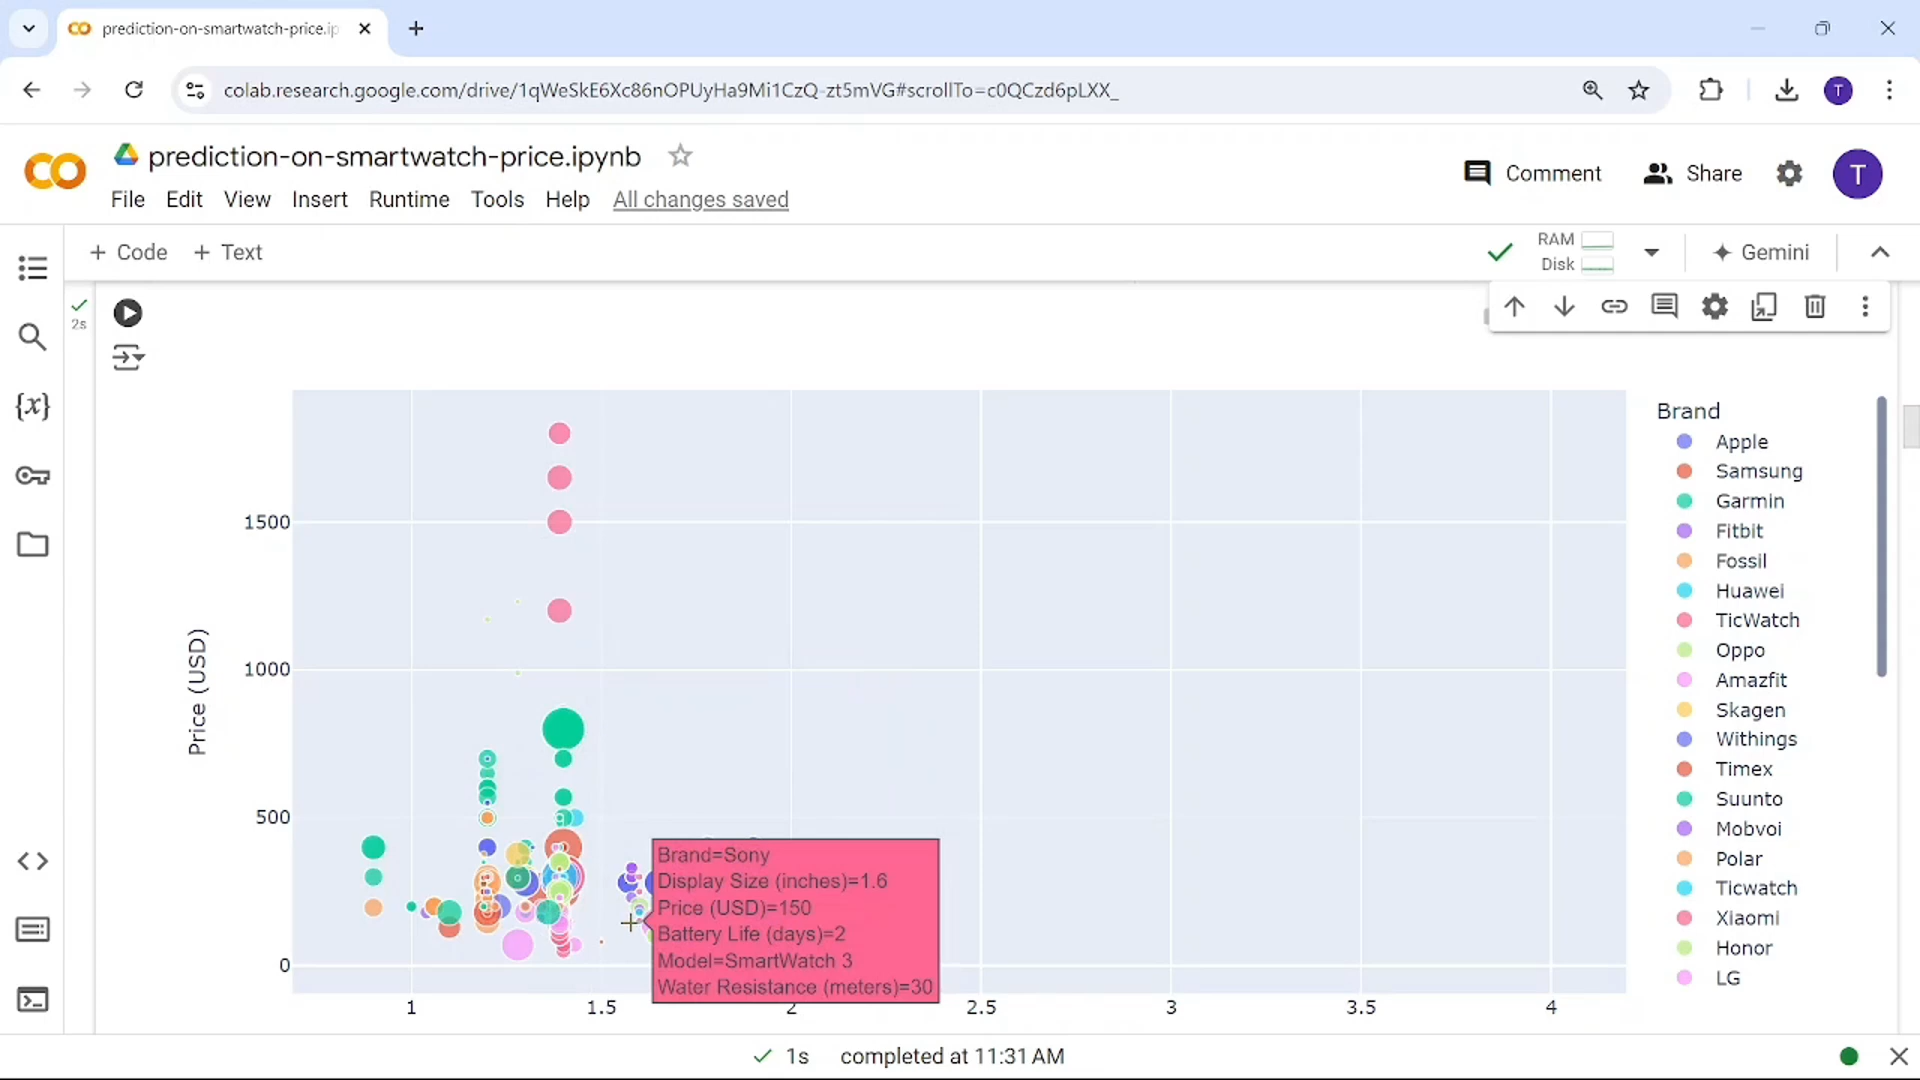 prediction-on-smartwatch-price.ip
colab.research.google.com/drive/1qWeSkE6Xc86nOPUyHa9Mi1CzQ-zt5mVG#scrollTo=c0QCzd6pLXX_
T
prediction-on-smartwatch-price.ipynb
Comment
Share
T
File Edit View Insert Runtime Tools Help All changes saved
+ Code + Text
RAM
Disk
Gemini
2s
{x}
Brand
Apple
Samsung
Garmin
Fitbit
Fossil
Huawei
TicWatch
Oppo
Amazfit
Skagen
Withings
Timex
Suunto
Mobvoi
Polar
Ticwatch
Xiaomi
Honor
LG
Price (USD)
1500
1000
500
0
Brand=Sony
Display Size (inches)=1.6
Price (USD)=150
Battery Life (days)=2
Model=SmartWatch 3
Water Resistance (meters)=30
1 1.5 2 2.5 3 3.5 4
1s completed at 11:31 AM